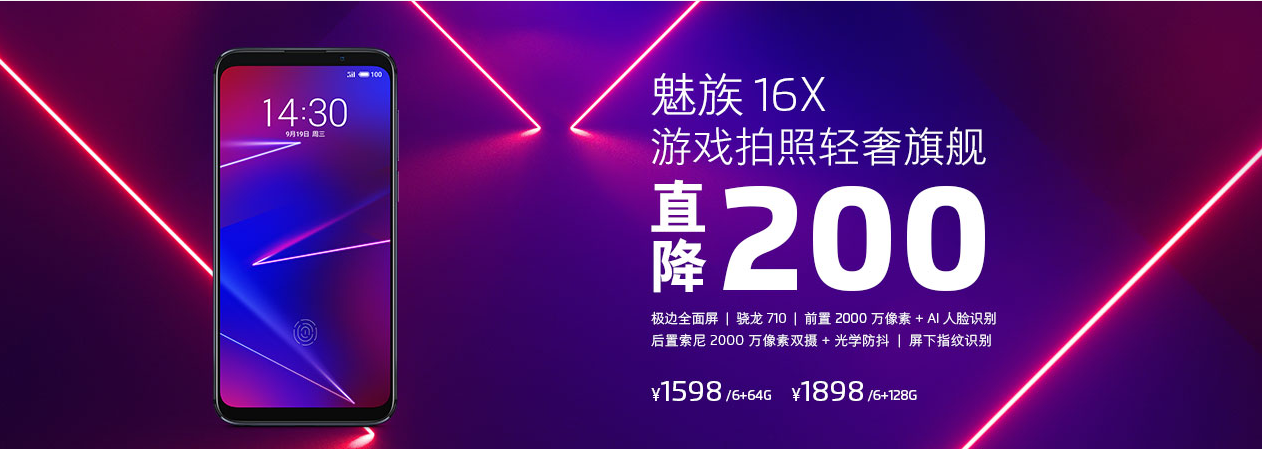 100
14:30
9月19日 周三
魅族 16X
游戏拍照轻奢旗舰
直降 200
极边全面屏 | 骁龙 710 | 前置 2000 万像素 + AI 人脸识别
后置索尼 2000 万像素双摄 + 光学防抖 | 屏下指纹识别
¥1598 /6+64G ¥1898 /6+128G